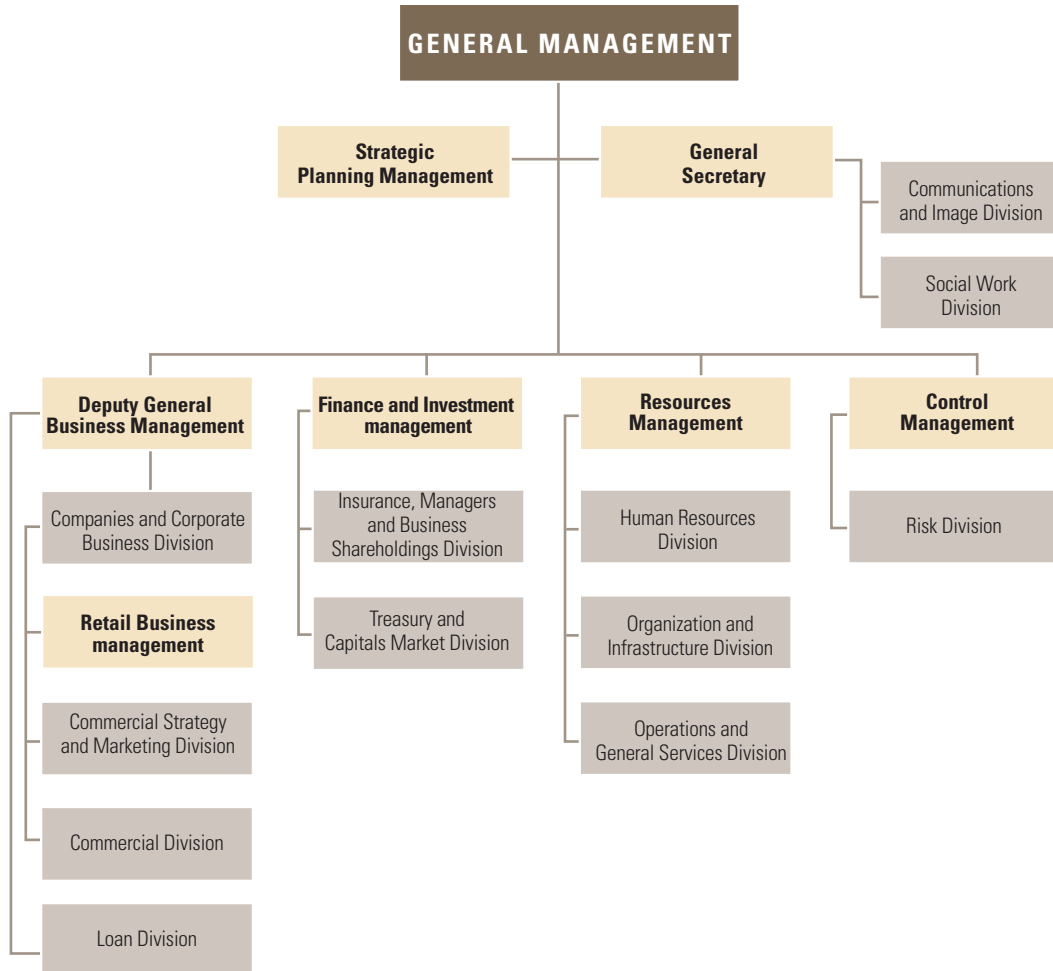 GENERAL MANAGEMENT
Strategic
Planning Management
General
Secretary
Communications
and Image Division
Social Work
Division
Deputy General
Business Management
Finance and Investment
management
Resources
Management
Control
Management
Companies and Corporate
Business Division
Insurance, Managers
and Business
Shareholdings Division
Human Resources
Division
Risk Division
Retail Business
management
Treasury and
Capitals Market Division
Organization and
Infrastructure Division
Commercial Strategy
and Marketing Division
Operations and
General Services Division
Commercial Division
Loan Division